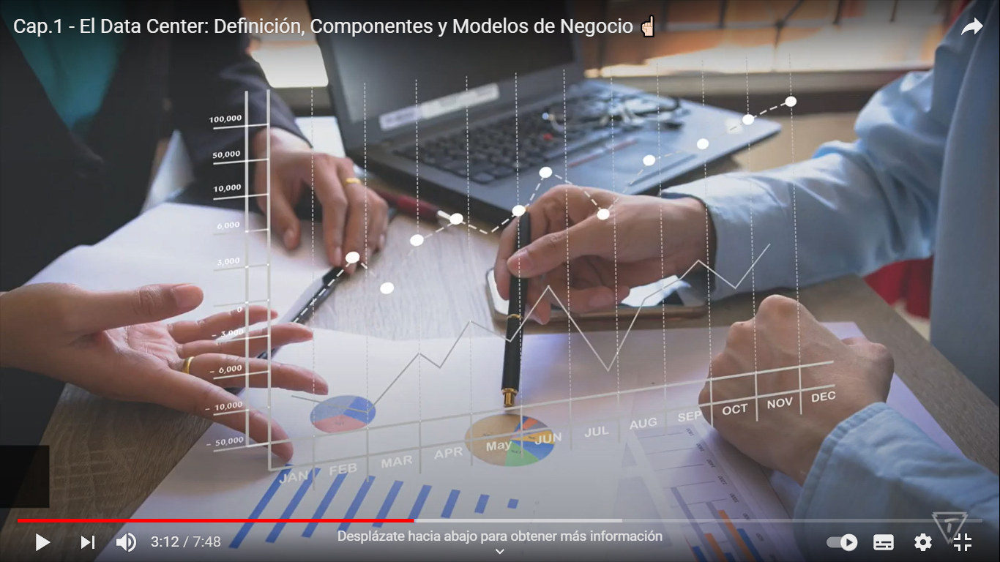 Cap.1 - El Data Center: Definición, Componentes y Modelos de Negocio ☝🏻
100,000
50,000
10,000
6,000
3,000
0
- 3,000
- 6,000
- 10,000
- 50,000
JAN FEB MAR APR May JUN JUL AUG SEP OCT NOV DEC
3:12 / 7:48
Desplázate hacia abajo para obtener más información